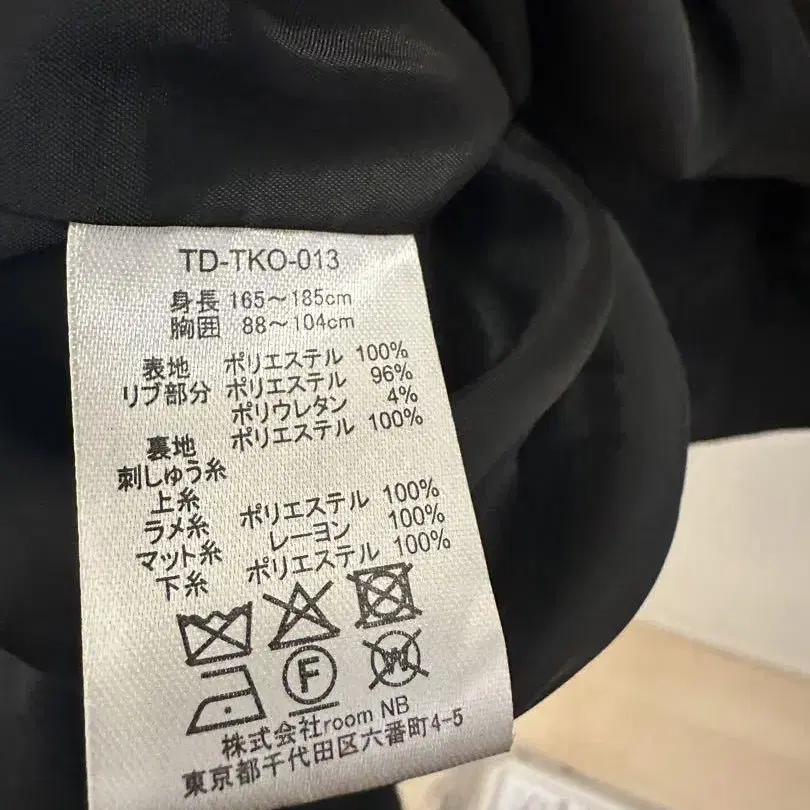 TD-TKO-013
身長 165～185cm
胸囲 88～104cm
表地 ポリエステル 100%
リブ部分 ポリエステル 96%
ポリウレタン 4%
裏地 ポリエステル 100%
刺しゅう糸
上糸
ラメ糸 ポリエステル 100%
マット糸 レーヨン 100%
下糸 ポリエステル 100%
F
W
株式会社room NB
東京都千代田区六番町4-5